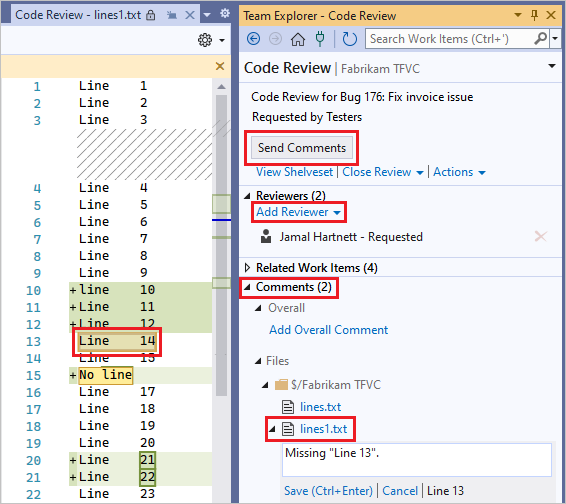 Code Review - lines1.txt
1 Line 1
2 Line 2
3 Line 3
4 Line 4
5 Line 5
6 Line 6
7 Line 7
8 Line 8
9 Line 9
10 +line 10
11 +Line 11
12 +Line 12
13 Line 14
14 Line 15
15 +No line
16 Line 17
17 Line 18
18 Line 19
19 Line 20
20 +Line 21
21 +Line 22
22 Line 23
Team Explorer - Code Review
Search Work Items (Ctrl+')
Code Review | Fabrikam TFVC
Code Review for Bug 176: Fix invoice issue
Requested by Testers
Send Comments
View Shelveset | Close Review | Actions
Reviewers (2)
Add Reviewer
Jamal Hartnett - Requested
Related Work Items (4)
Comments (2)
Overall
Add Overall Comment
Files
$/Fabrikam TFVC
lines.txt
lines1.txt
Missing "Line 13".
Save (Ctrl+Enter) | Cancel | Line 13